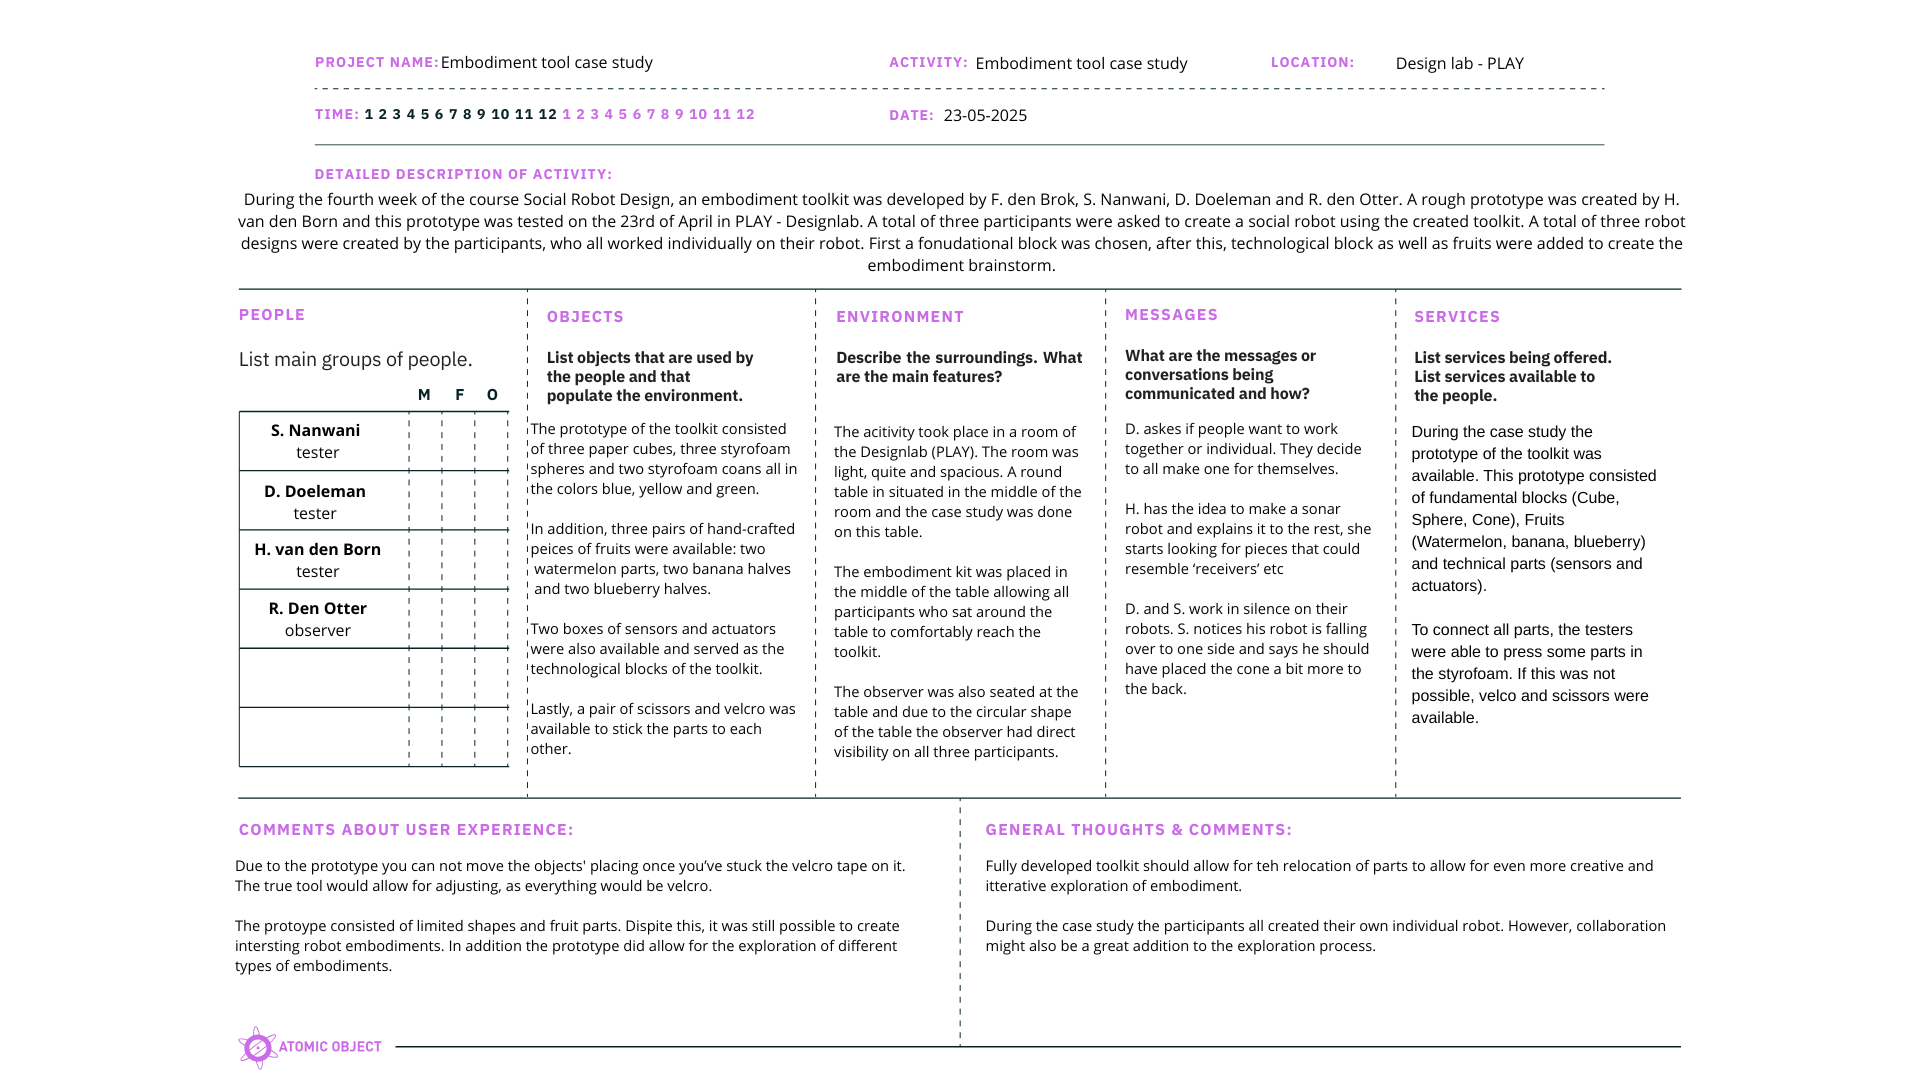 PROJECT NAME: Embodiment tool case study
ACTIVITY: Embodiment tool case study
LOCATION: Design lab - PLAY
TIME: 1 2 3 4 5 6 7 8 9 10 11 12 1 2 3 4 5 6 7 8 9 10 11 12
DATE: 23-05-2025
DETAILED DESCRIPTION OF ACTIVITY:
During the fourth week of the course Social Robot Design, an embodiment toolkit was developed by F. den Brok, S. Nanwani, D. Doeleman and R. den Otter. A rough prototype was created by H.
van den Born and this prototype was tested on the 23rd of April in PLAY - Designlab. A total of three participants were asked to create a social robot using the created toolkit. A total of three robot
designs were created by the participants, who all worked individually on their robot. First a fonudational block was chosen, after this, technological block as well as fruits were added to create the
embodiment brainstorm.
PEOPLE
List main groups of people.
M F O
S. Nanwani
tester
D. Doeleman
tester
H. van den Born
tester
R. Den Otter
observer
OBJECTS
List objects that are used by
the people and that
populate the environment.
The prototype of the toolkit consisted
of three paper cubes, three styrofoam
spheres and two styrofoam coans all in
the colors blue, yellow and green.
In addition, three pairs of hand-crafted
peices of fruits were available: two
watermelon parts, two banana halves
and two blueberry halves.
Two boxes of sensors and actuators
were also available and served as the
technological blocks of the toolkit.
Lastly, a pair of scissors and velcro was
available to stick the parts to each
other.
ENVIRONMENT
Describe the surroundings. What
are the main features?
The acitivity took place in a room of
the Designlab (PLAY). The room was
light, quite and spacious. A round
table in situated in the middle of the
room and the case study was done
on this table.
The embodiment kit was placed in
the middle of the table allowing all
participants who sat around the
table to comfortably reach the
toolkit.
The observer was also seated at the
table and due to the circular shape
of the table the observer had direct
visibility on all three participants.
MESSAGES
What are the messages or
conversations being
communicated and how?
D. askes if people want to work
together or individual. They decide
to all make one for themselves.
H. has the idea to make a sonar
robot and explains it to the rest, she
starts looking for pieces that could
resemble ‘receivers’ etc
D. and S. work in silence on their
robots. S. notices his robot is falling
over to one side and says he should
have placed the cone a bit more to
the back.
SERVICES
List services being offered.
List services available to
the people.
During the case study the
prototype of the toolkit was
available. This prototype consisted
of fundamental blocks (Cube,
Sphere, Cone), Fruits
(Watermelon, banana, blueberry)
and technical parts (sensors and
actuators).
To connect all parts, the testers
were able to press some parts in
the styrofoam. If this was not
possible, velco and scissors were
available.
COMMENTS ABOUT USER EXPERIENCE:
Due to the prototype you can not move the objects' placing once you’ve stuck the velcro tape on it.
The true tool would allow for adjusting, as everything would be velcro.
The protoype consisted of limited shapes and fruit parts. Dispite this, it was still possible to create
intersting robot embodiments. In addition the prototype did allow for the exploration of different
types of embodiments.
GENERAL THOUGHTS & COMMENTS:
Fully developed toolkit should allow for teh relocation of parts to allow for even more creative and
itterative exploration of embodiment.
During the case study the participants all created their own individual robot. However, collaboration
might also be a great addition to the exploration process.
ATOMIC OBJECT